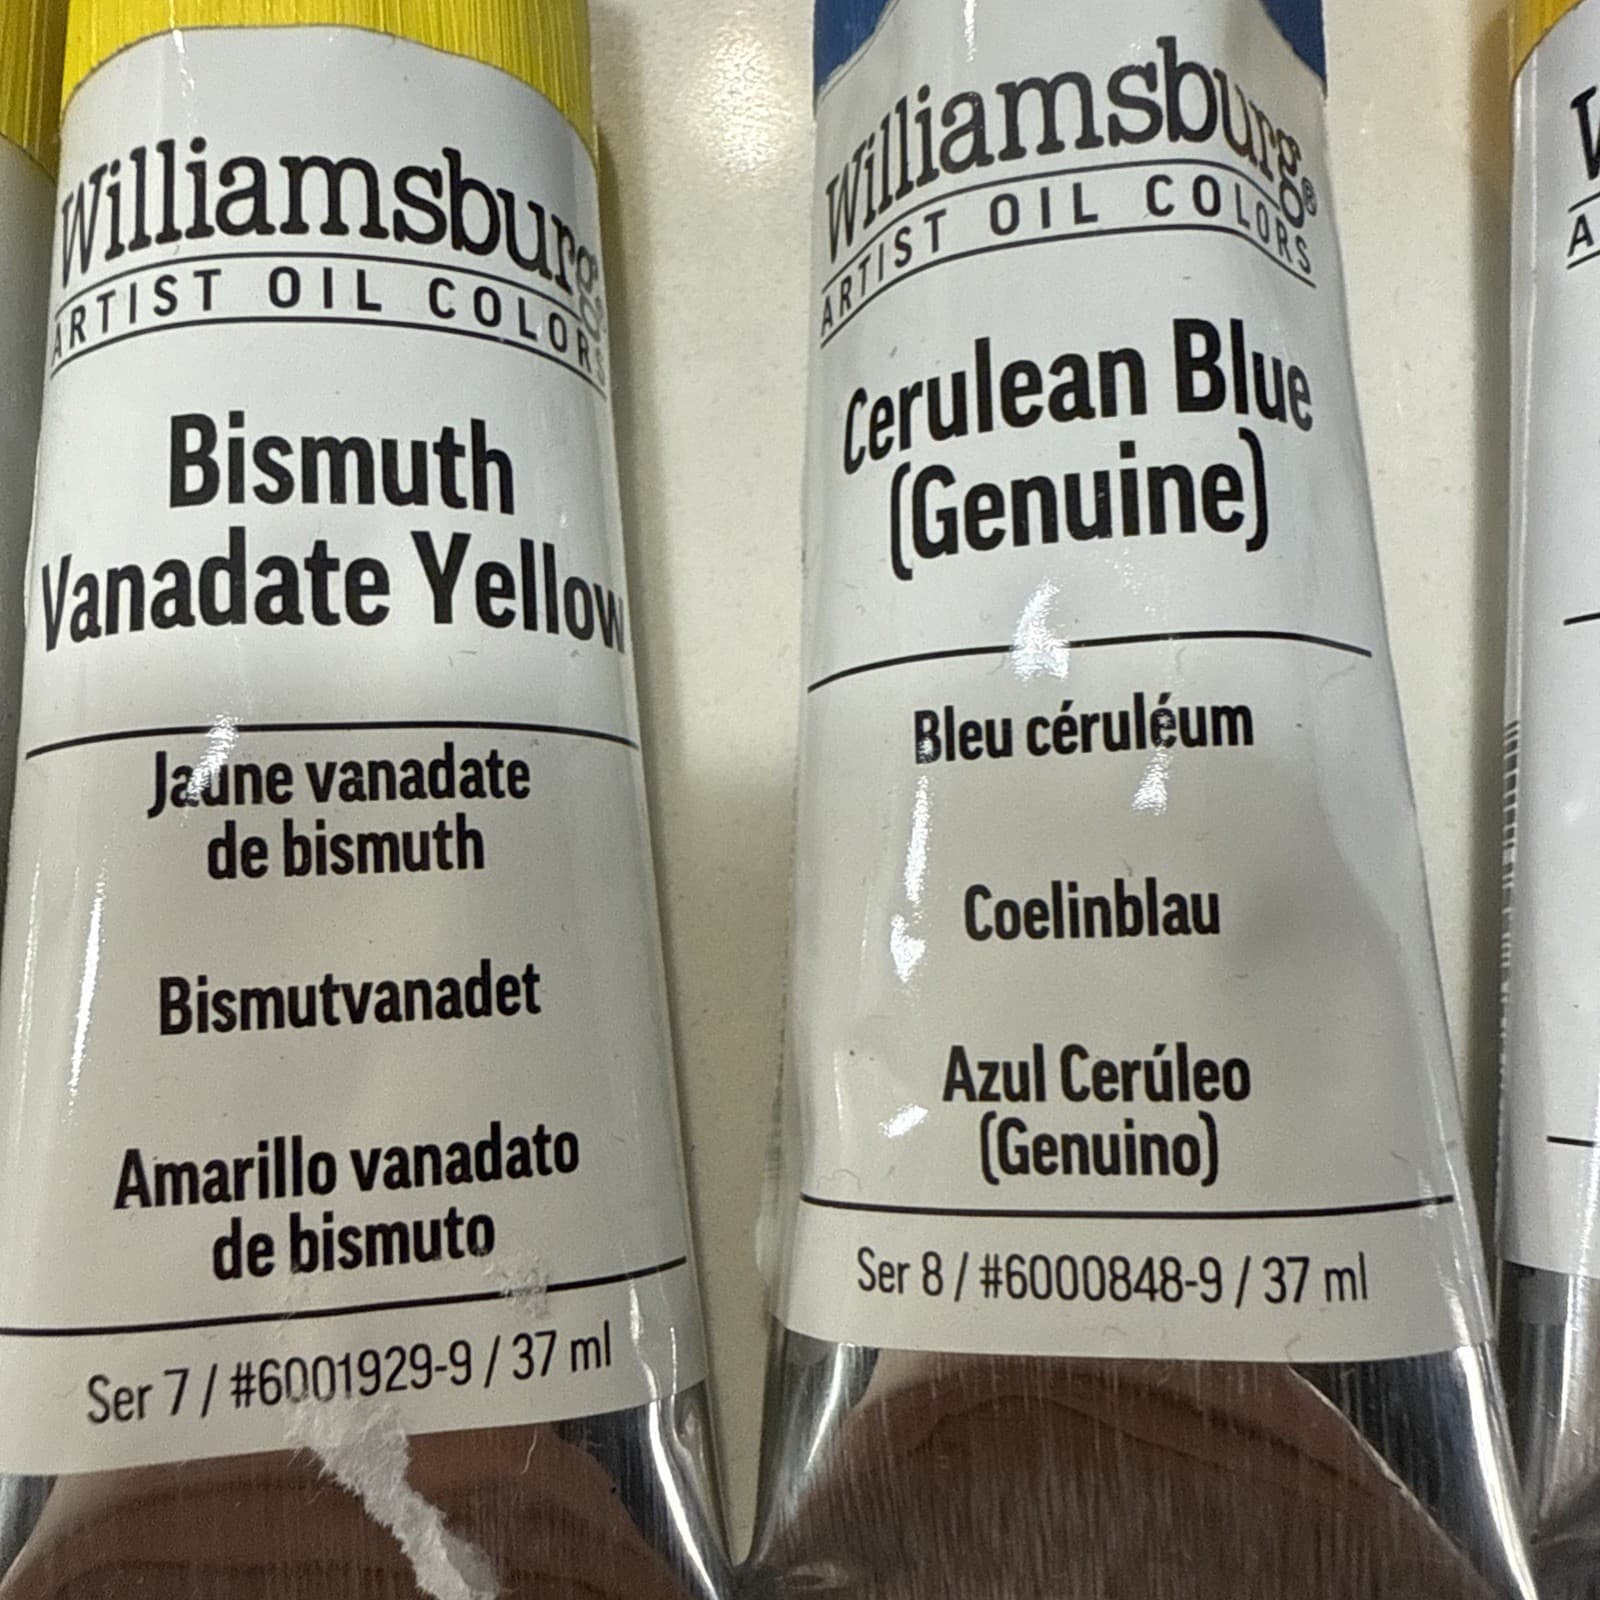 Williamsburg
ARTIST OIL COLORS
Bismuth
Vanadate Yellow
Jaune vanadate
de bismuth
Bismutvanadet
Amarillo vanadato
de bismuto
Ser 7 / #6001929-9 / 37 ml
Williamsburg®
ARTIST OIL COLORS
Cerulean Blue
(Genuine)
Bleu céruléum
Coelinblau
Azul Cerúleo
(Genuino)
Ser 8 / #6000848-9 / 37 ml
W
A